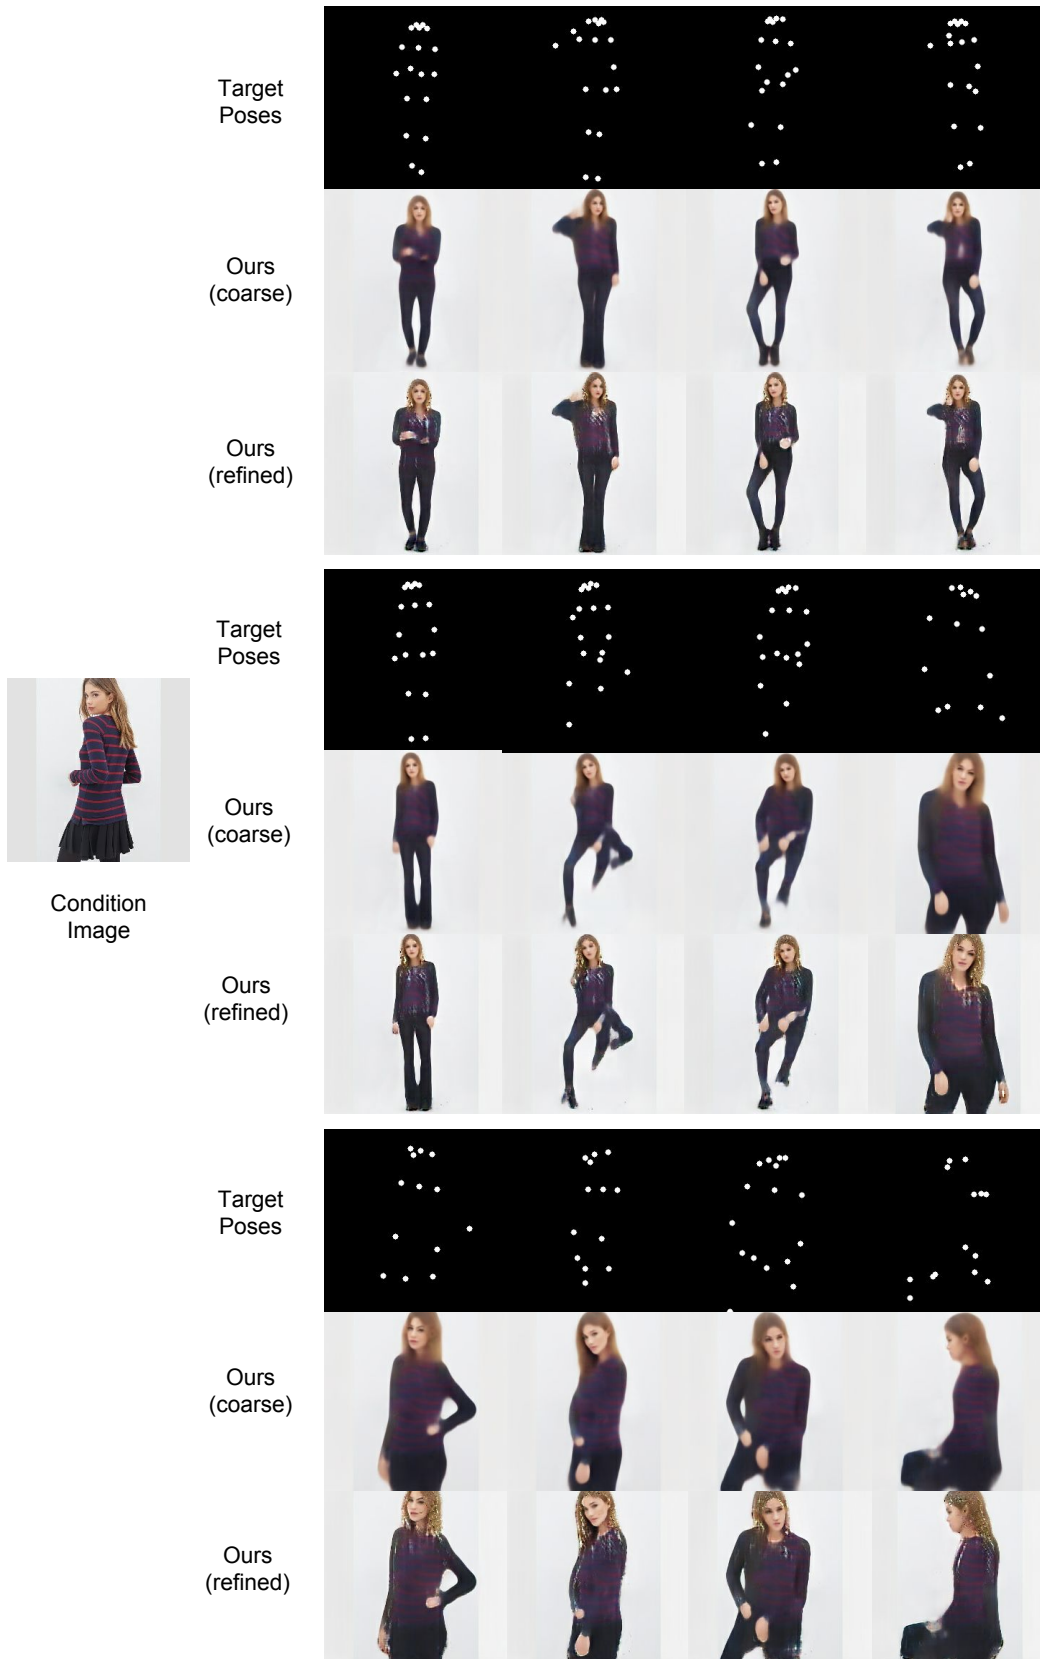 Target
Poses
Ours
(coarse)
Ours
(refined)
Target
Poses
Ours
(coarse)
Condition
Image
Ours
(refined)
Target
Poses
Ours
(coarse)
Ours
(refined)